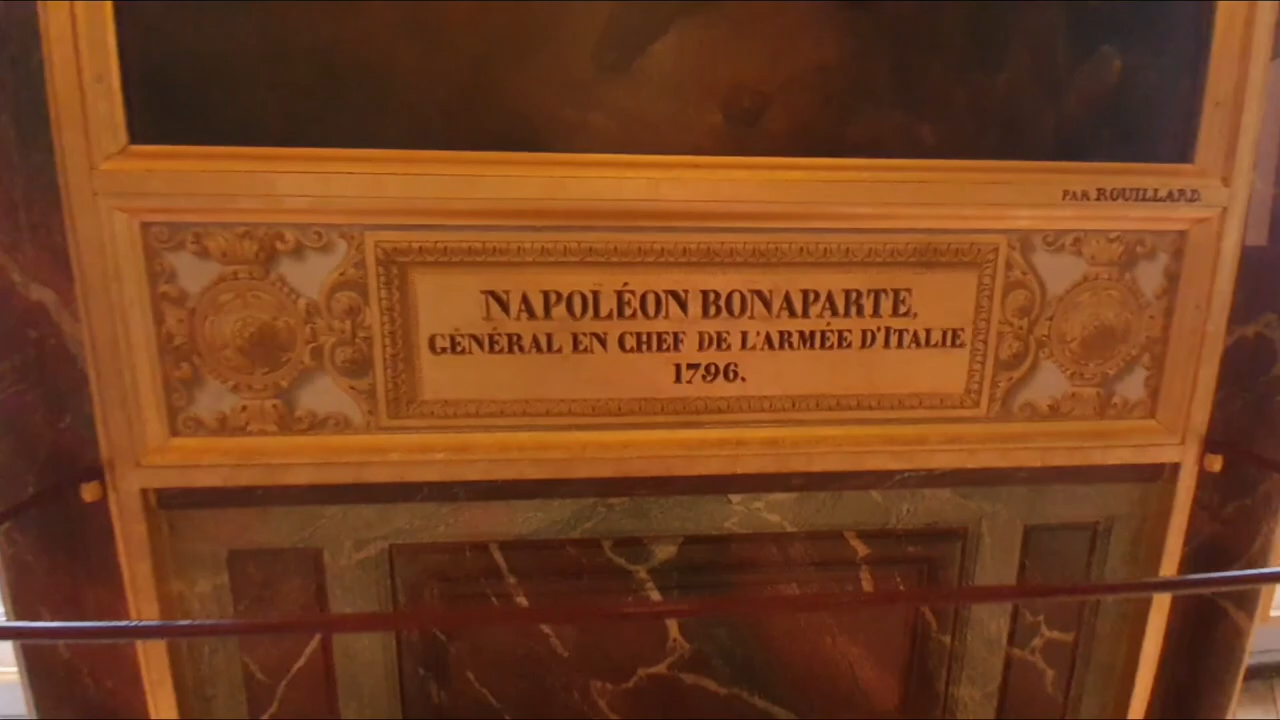 PAR ROUILLARD
NAPOLÉON BONAPARTE,
GÉNÉRAL EN CHEF DE L'ARMÉE D'ITALIE
1796.